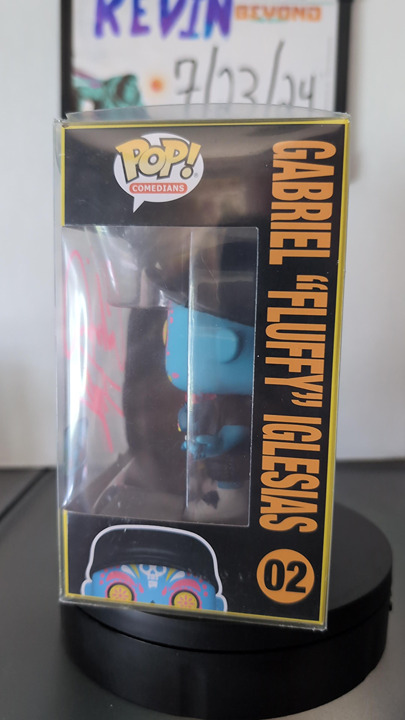 KEVIN BEYOND
7/23/24
POP!
COMEDIANS
GABRIEL "FLUFFY" IGLESIAS
02